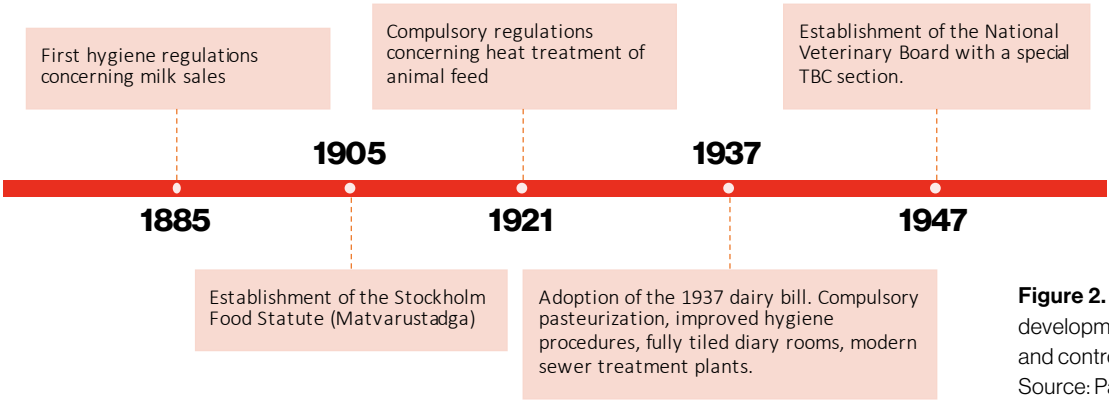 First hygiene regulations
concerning milk sales
Compulsory regulations
concerning heat treatment of
animal feed
Establishment of the National
Veterinary Board with a special
TBC section.
1905
1937
1885
1921
1947
Establishment of the Stockholm
Food Statute (Matvarustadga)
Adoption of the 1937 dairy bill. Compulsory
pasteurization, improved hygiene
procedures, fully tiled diary rooms, modern
sewer treatment plants.
Figure 2.
developm
and contro
Source: Pa